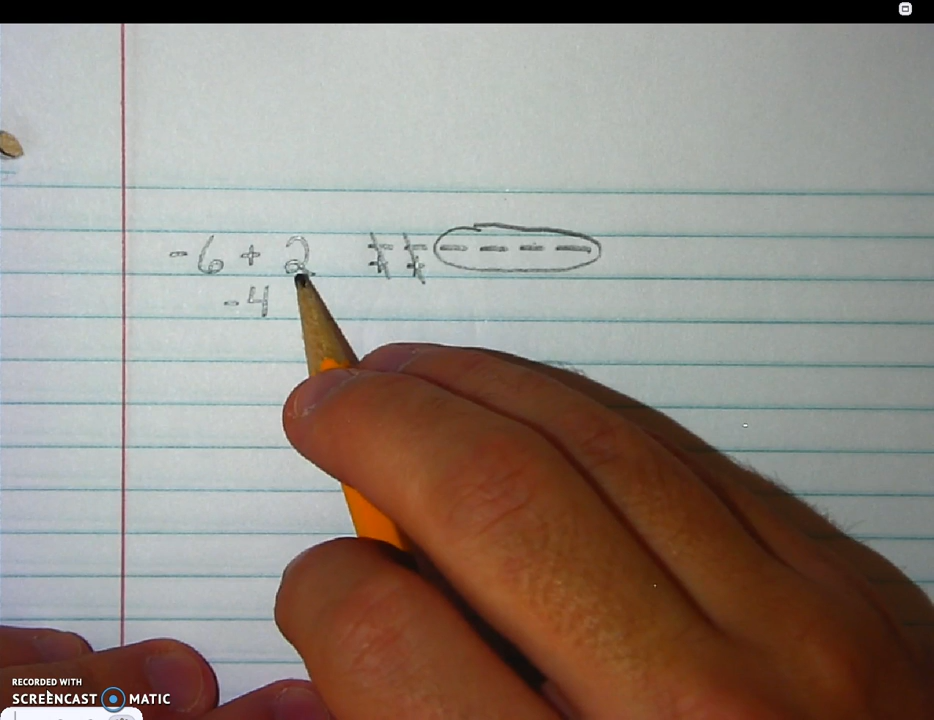 -6 + 2 ‡ ‡ - - - -
-4
RECORDED WITH
SCREENCAST MATIC